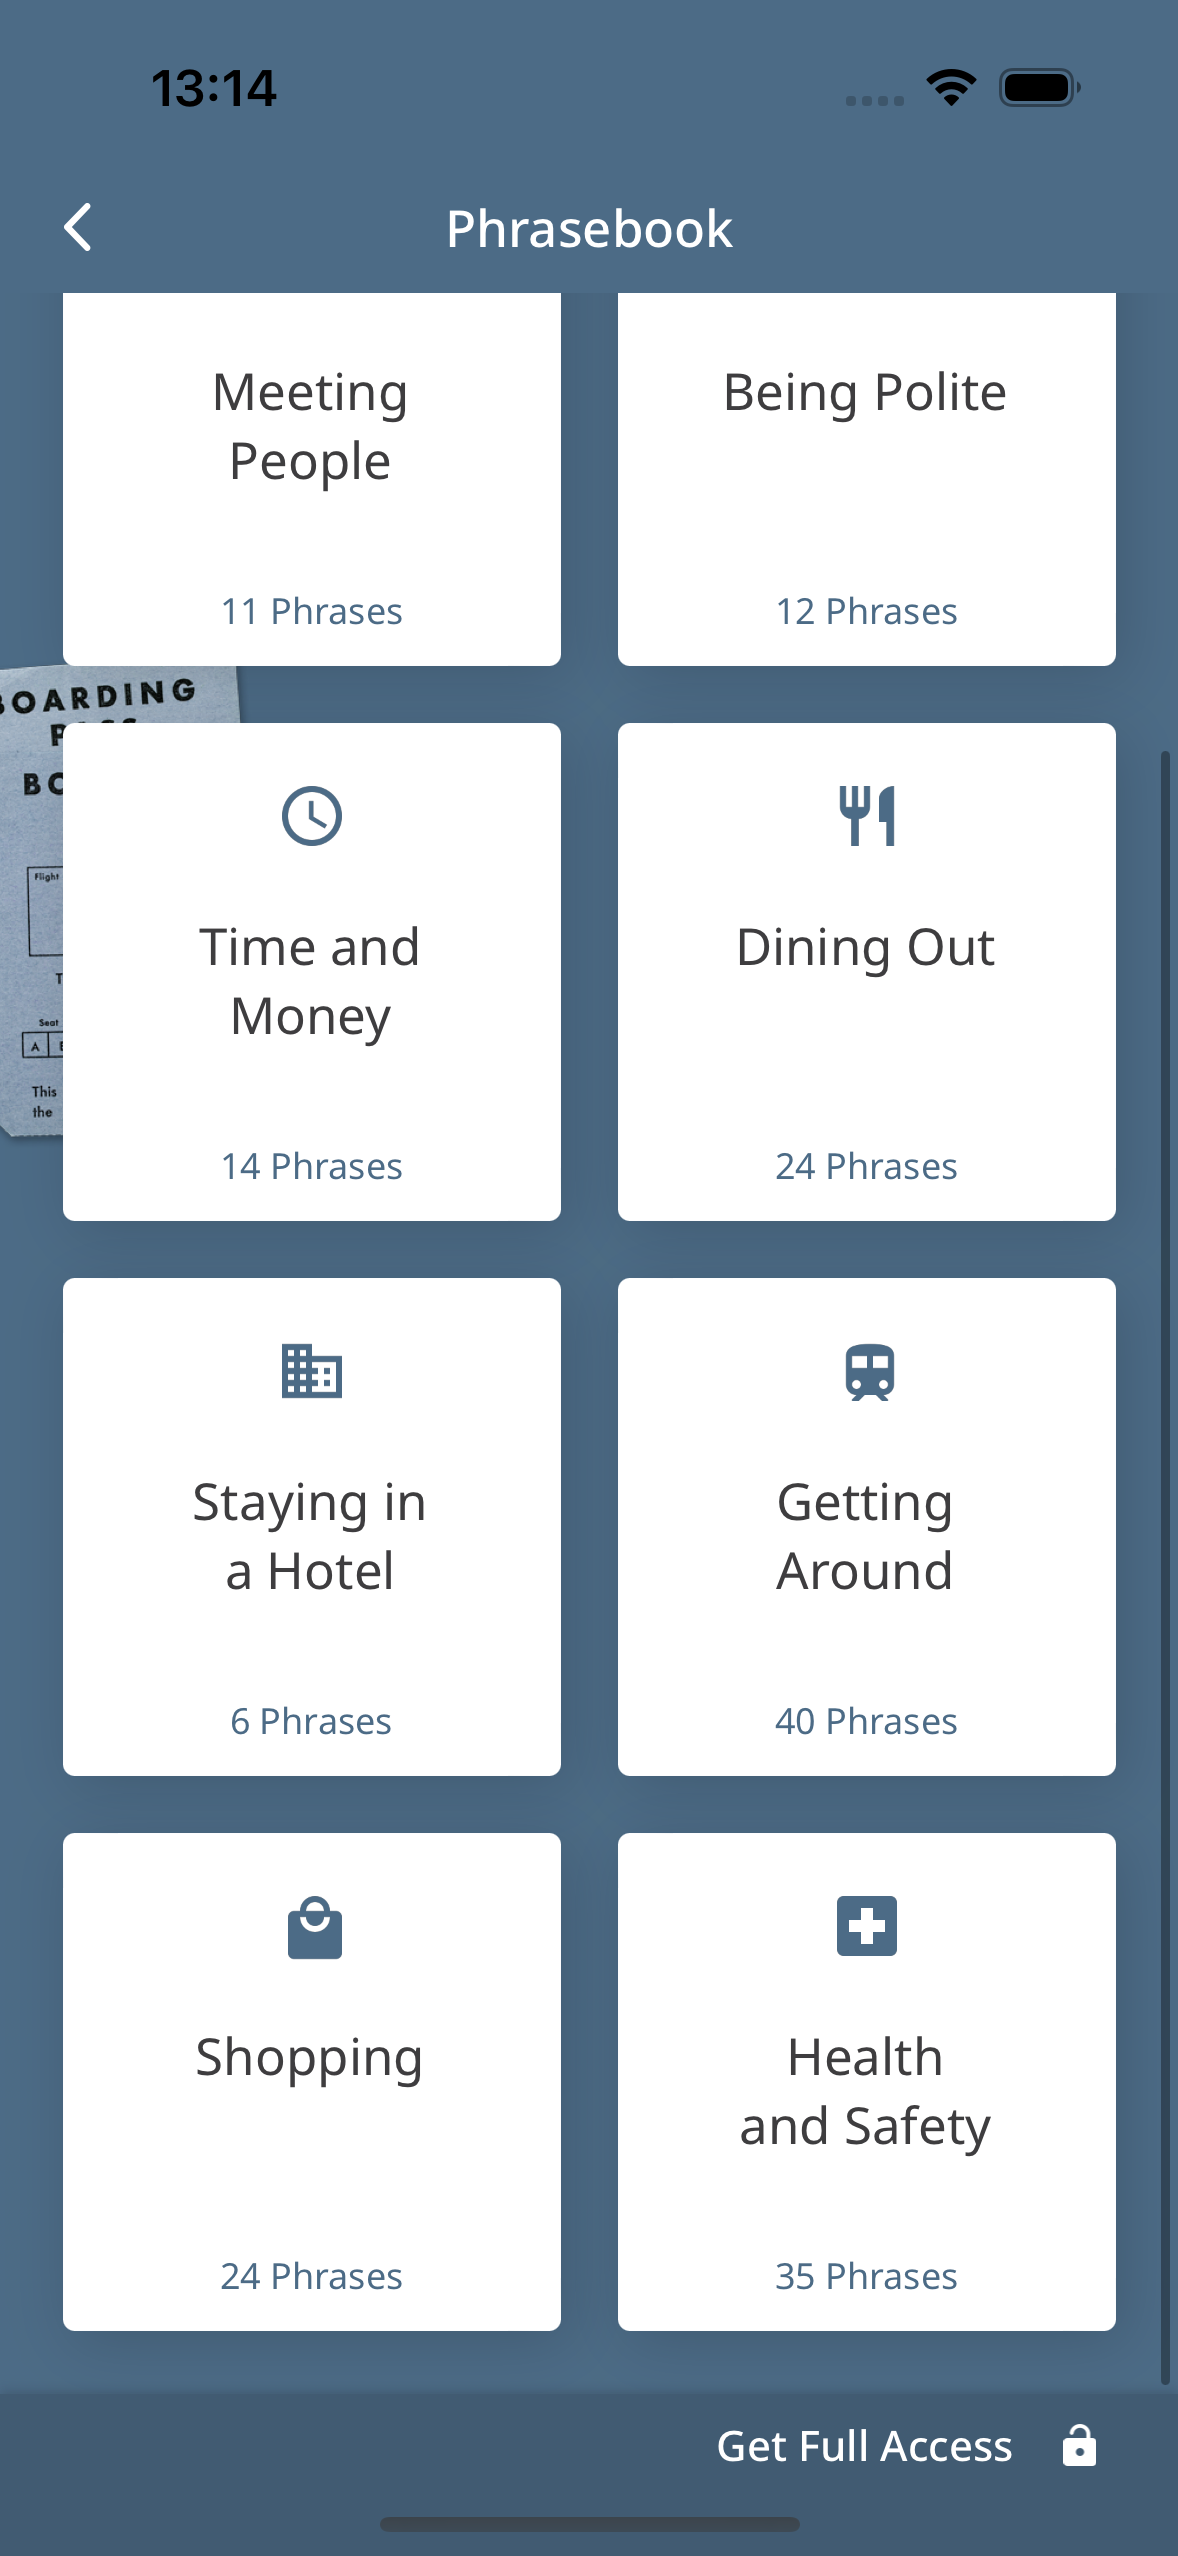 13:14
Phrasebook
Meeting
People
11 Phrases
Being Polite
12 Phrases
BOARDING
Time and
Money
14 Phrases
Dining Out
24 Phrases
Flight
Seat
A
This
the
Staying in
a Hotel
6 Phrases
Getting
Around
40 Phrases
Shopping
24 Phrases
Health
and Safety
35 Phrases
Get Full Access